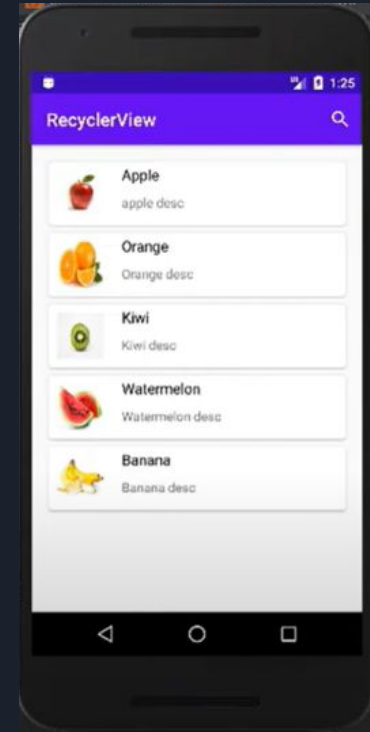 1:25
RecyclerView
Apple
apple desc
Orange
Orange desc
Kiwi
Kiwi desc
Watermelon
Watermelon desc
Banana
Banana desc